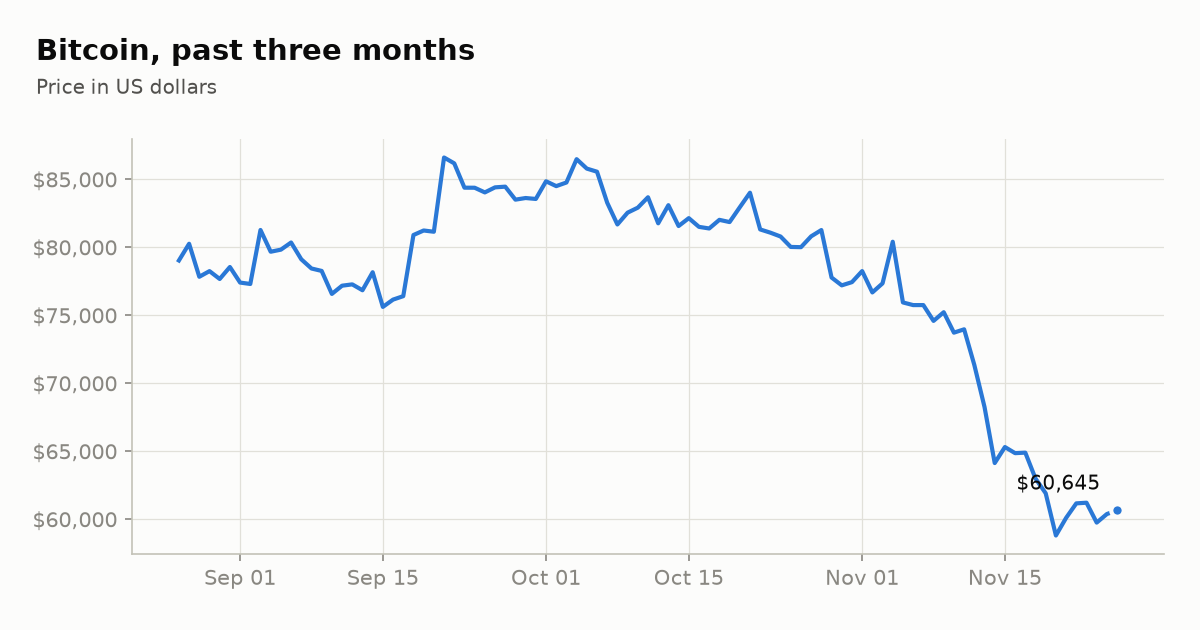 Bitcoin, past three months
Price in US dollars
$85,000
$80,000
$75,000
$70,000
$65,000
$60,000
$60,645
Sep 01
Sep 15
Oct 01
Oct 15
Nov 01
Nov 15